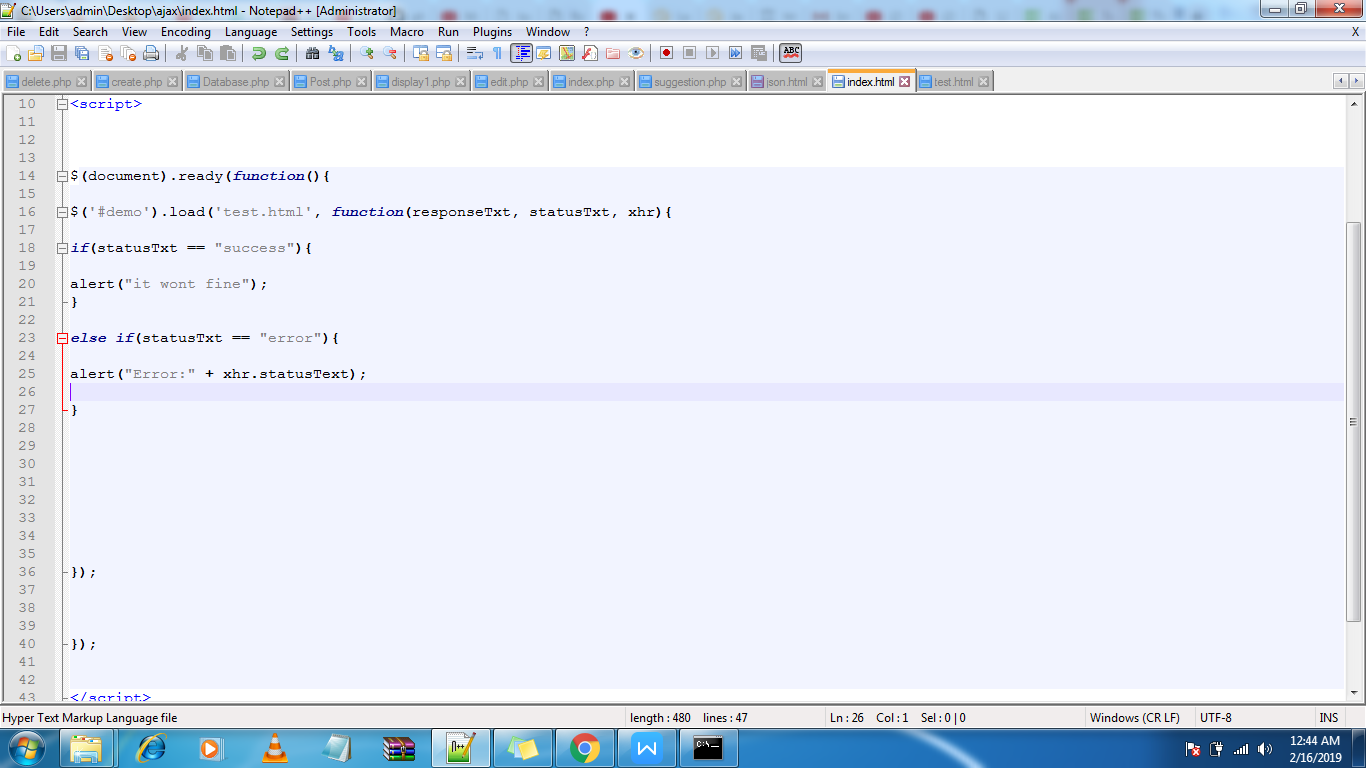 C:\Users\admin\Desktop\ajax\index.html - Notepad++ [Administrator]
File Edit Search View Encoding Language Settings Tools Macro Run Plugins Window ? X
ABC
delete.php create.php Database.php Post.php display1.php edit.php index.php suggestion.php json.html index.html test.html
10 <script>
11
12
13
14 $(document).ready(function(){
15
16 $('#demo').load('test.html', function(responseTxt, statusTxt, xhr){
17
18 if(statusTxt == "success"){
19
20 alert("it wont fine");
21 }
22
23 else if(statusTxt == "error"){
24
25 alert("Error:" + xhr.statusText);
26
27 }
28
29
30
31
32
33
34
35
36 });
37
38
39
40 });
41
42
43 </script>
Hyper Text Markup Language file length : 480 lines : 47 Ln : 26 Col : 1 Sel : 0 | 0 Windows (CR LF) UTF-8 INS
12:44 AM
2/16/2019